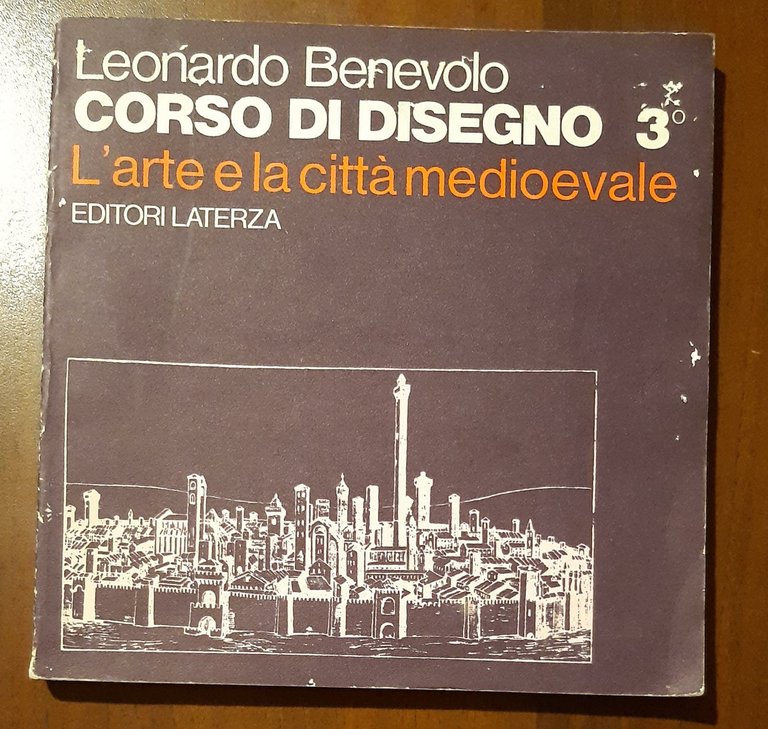 Leonardo Benevolo
CORSO DI DISEGNO 3°
L'arte e la città medioevale
EDITORI LATERZA